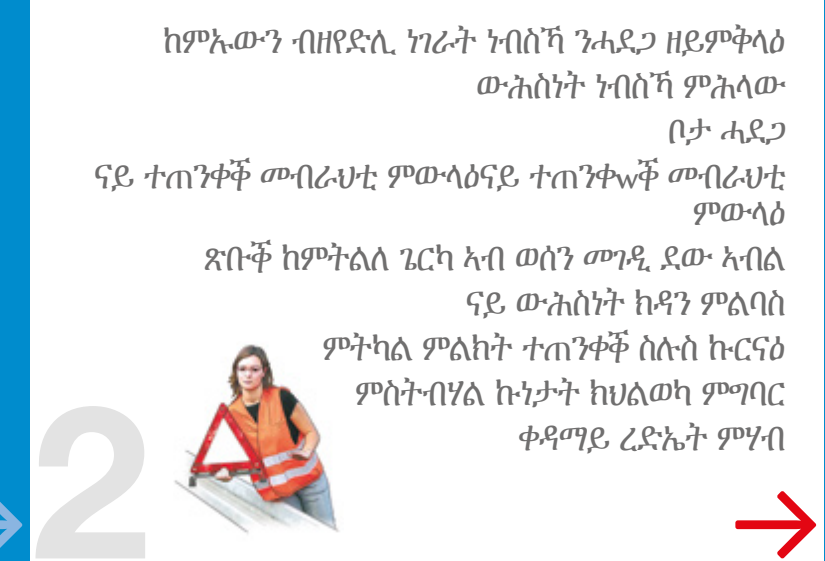 ከምኡውን ብዘየድሊ ነገራት ነብስኻ ንሓደጋ ዘይምቅላዕ
ውሕስነት ነብስኻ ምሕላው
ቦታ ሓደጋ
ናይ ተጠንቀቕ መብራህቲ ምውላዕናይ ተጠንቀwቕ መብራህቲ
ምውላዕ
ጽቡቕ ከምትልለ ጌርካ ኣብ ወሰን መገዲ ደው ኣብል
ናይ ውሕስነት ክዳን ምልባስ
ምትካል ምልክት ተጠንቀቕ ስሉስ ኩርናዕ
ምስትብሃል ኩነታት ክህልወካ ምግባር
ቀዳማይ ረድኤት ምሃብ
2